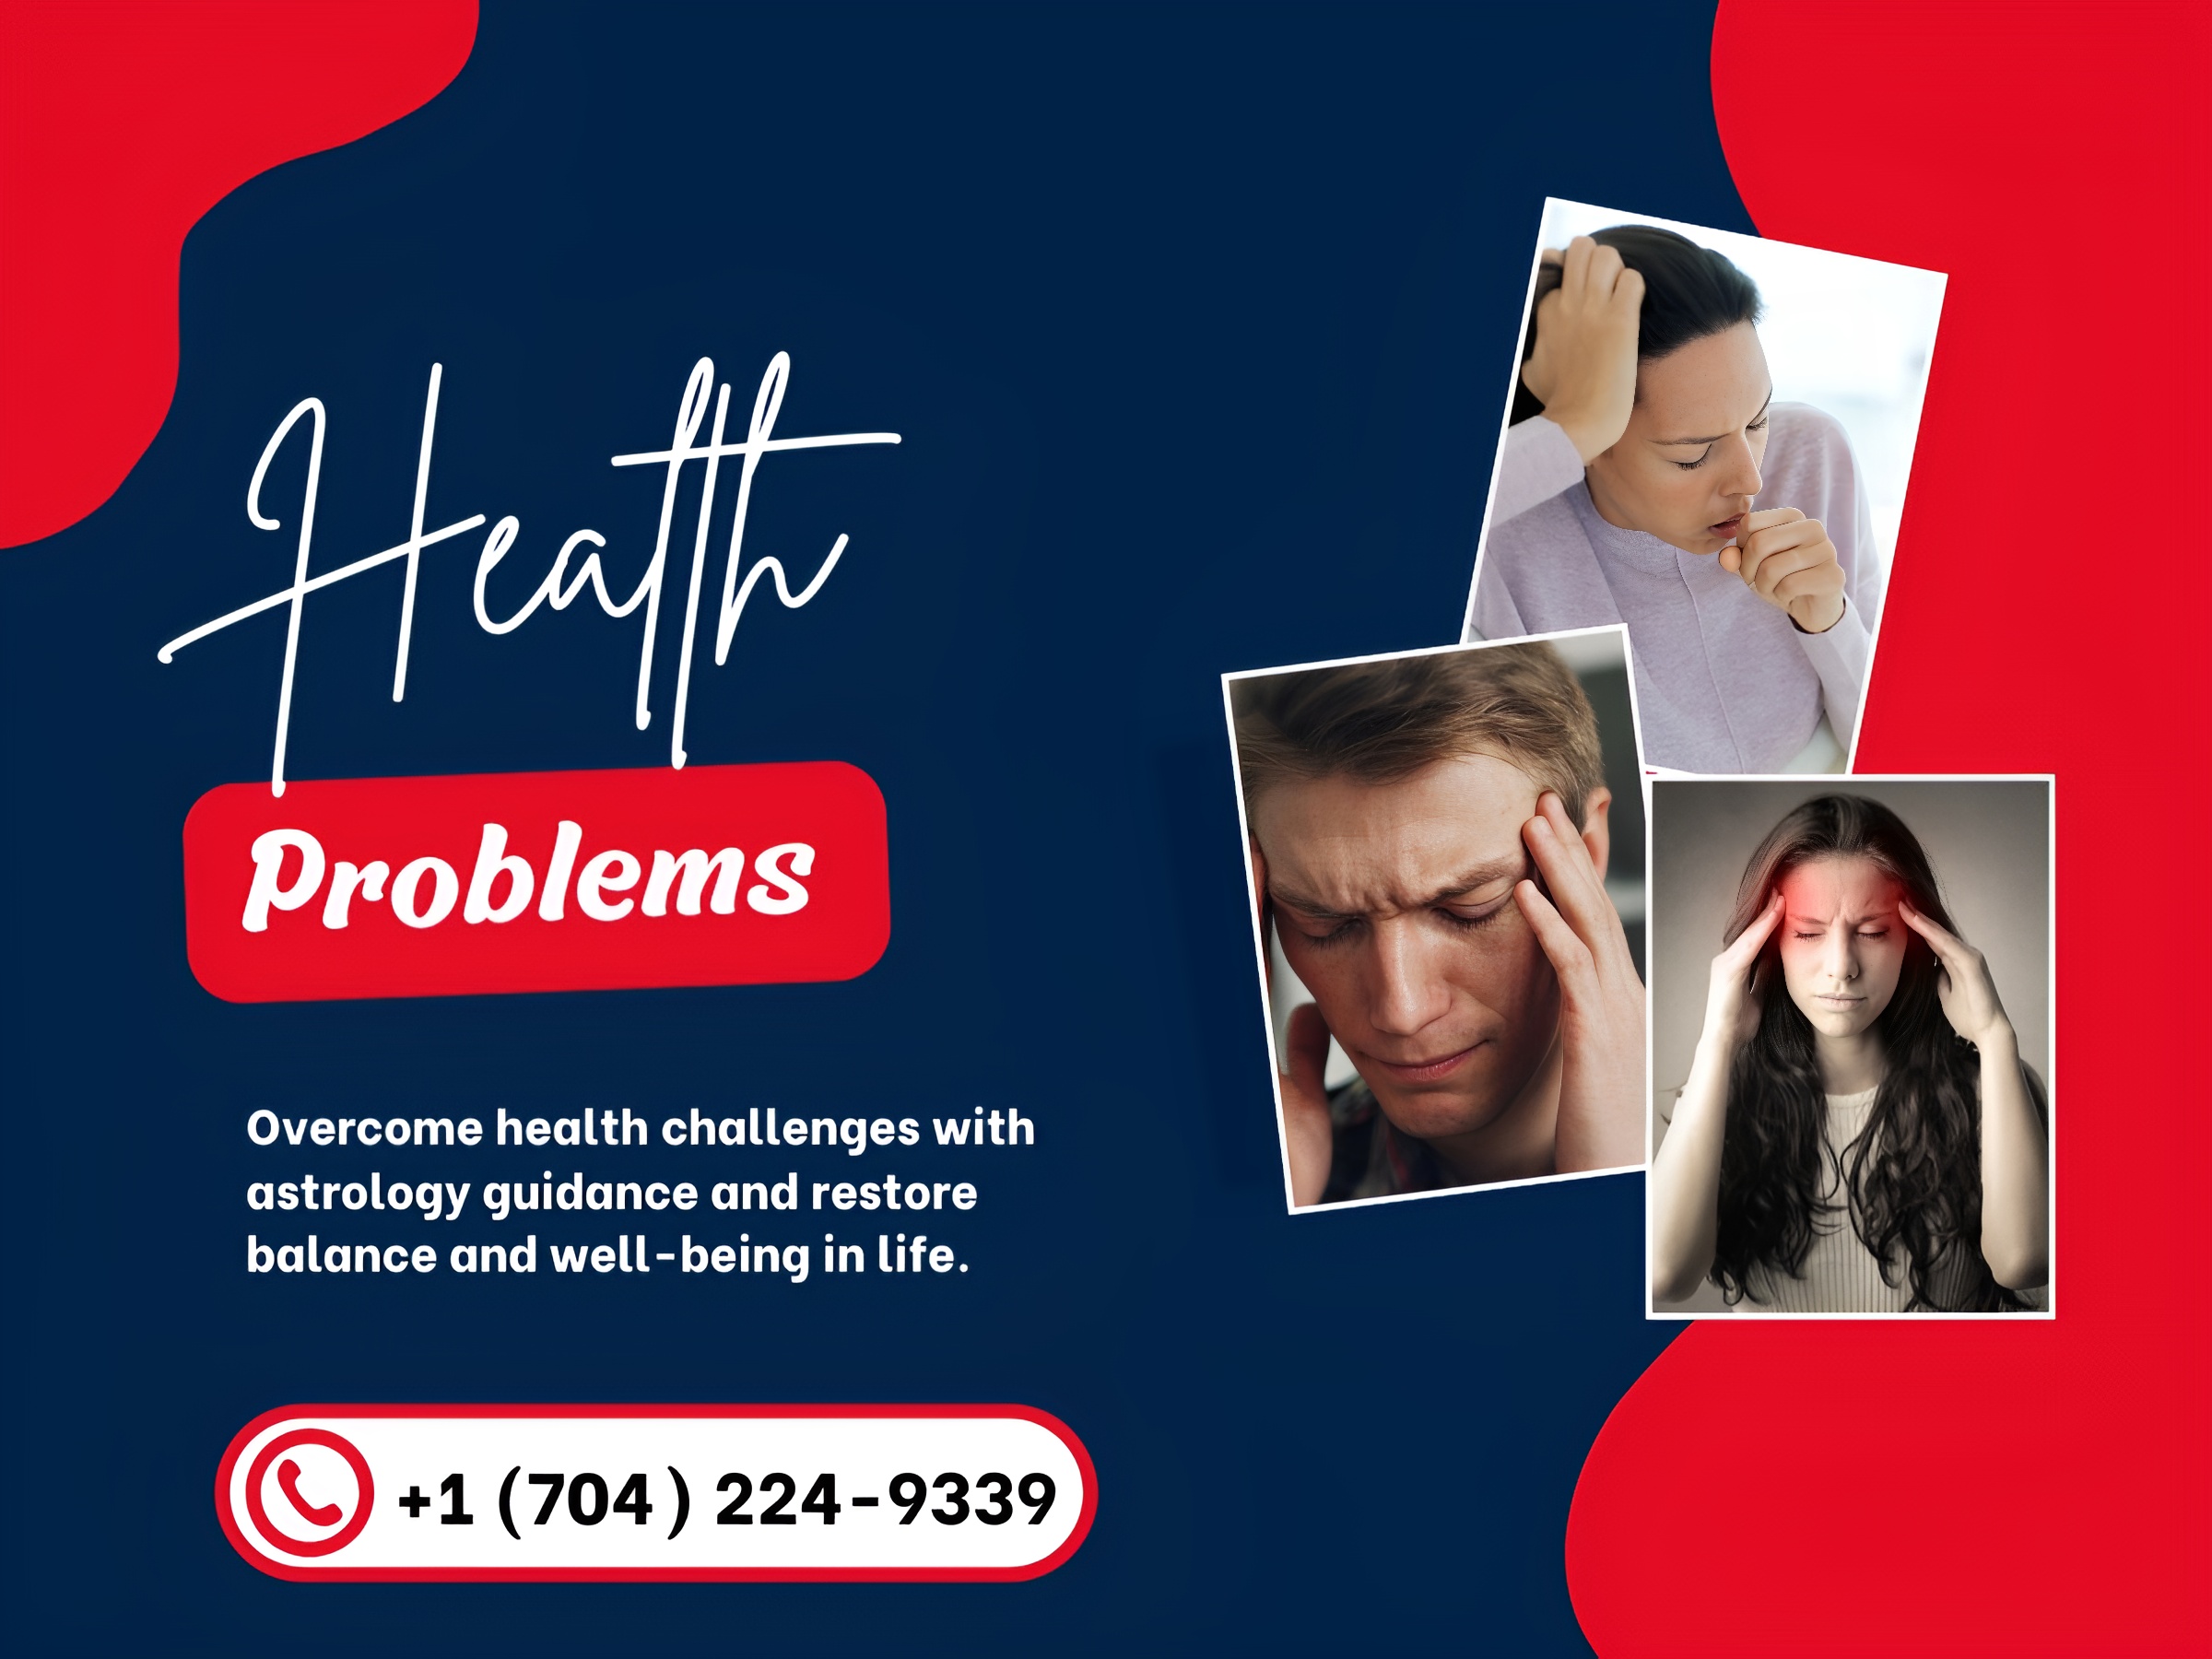 Health
Problems
Overcome health challenges with
astrology guidance and restore
balance and well-being in life.
+1 (704) 224-9339